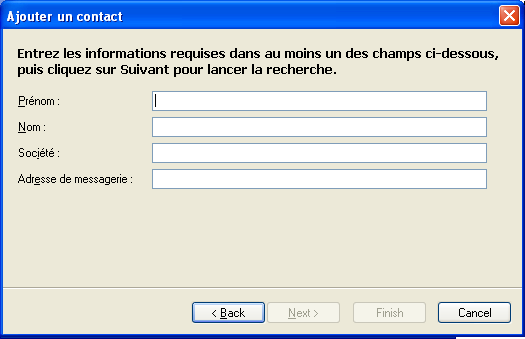 Ajouter un contact
Entrez les informations requises dans au moins un des champs ci-dessous,
puis cliquez sur Suivant pour lancer la recherche.
Prénom :
Nom :
Société :
Adresse de messagerie :
< Back Next > Finish Cancel